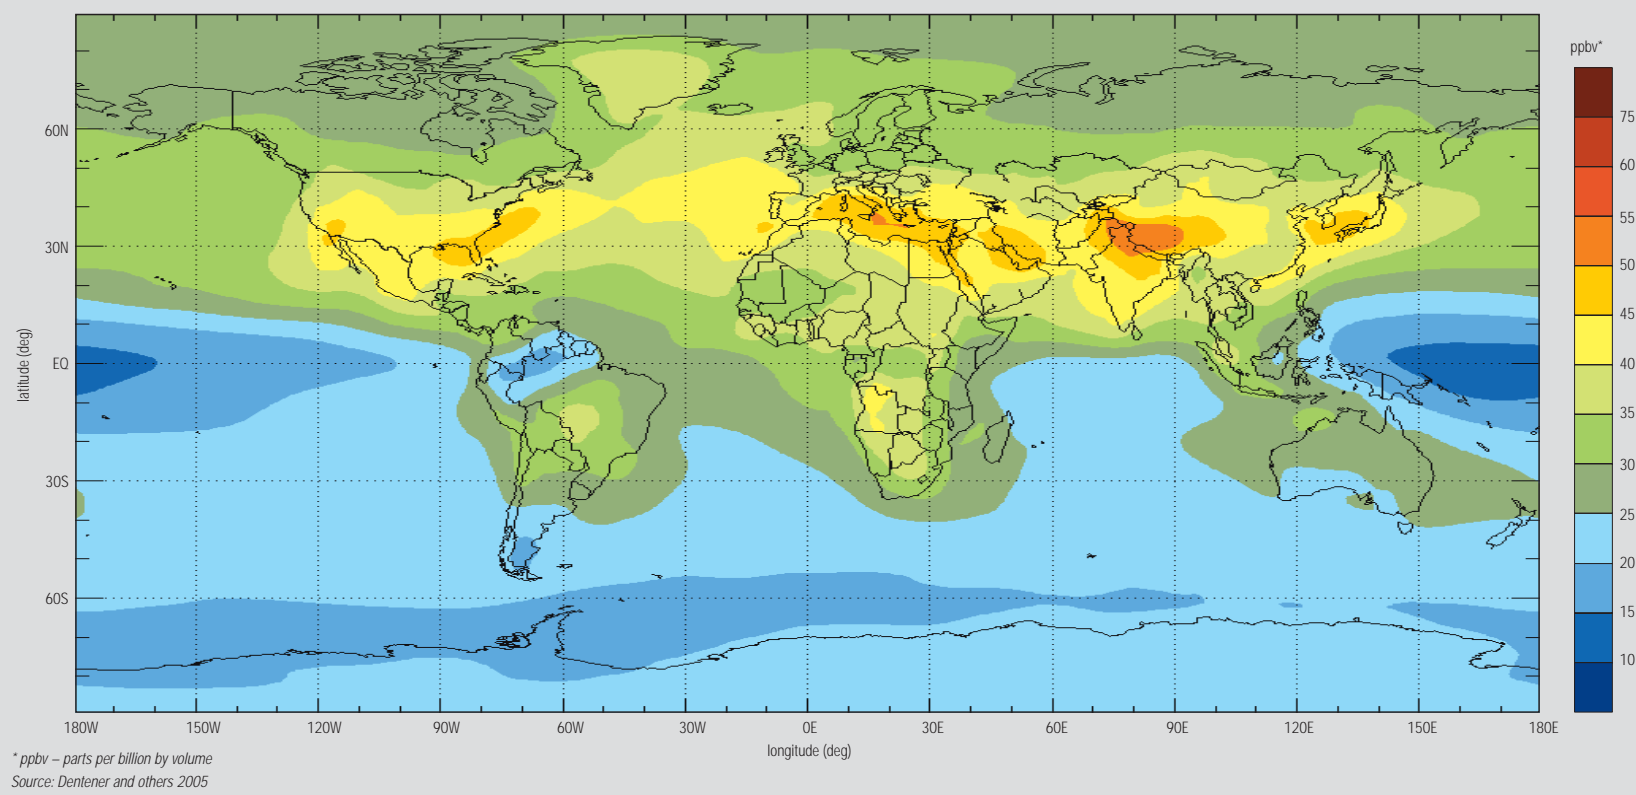 ppbv*
75
60
55
50
45
40
35
30
25
20
15
10
60N
30N
EQ
30S
60S
latitude (deg)
180W 150W 120W 90W 60W 30W 0E 30E 60E 90E 120E 150E 180E
longitude (deg)
* ppbv – parts per billion by volume
Source: Dentener and others 2005